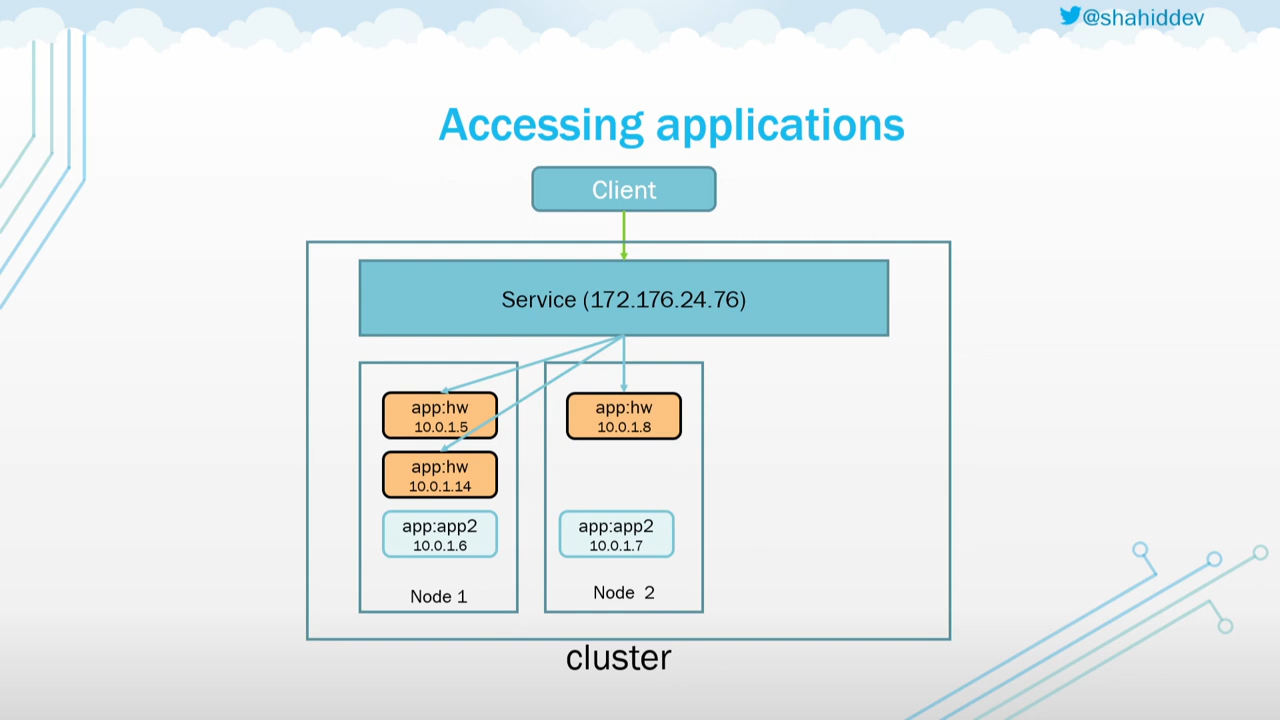 @shahiddev
Accessing applications
Client
Service (172.176.24.76)
app:hw
10.0.1.5
app:hw
10.0.1.14
app:app2
10.0.1.6
Node 1
app:hw
10.0.1.8
app:app2
10.0.1.7
Node 2
cluster